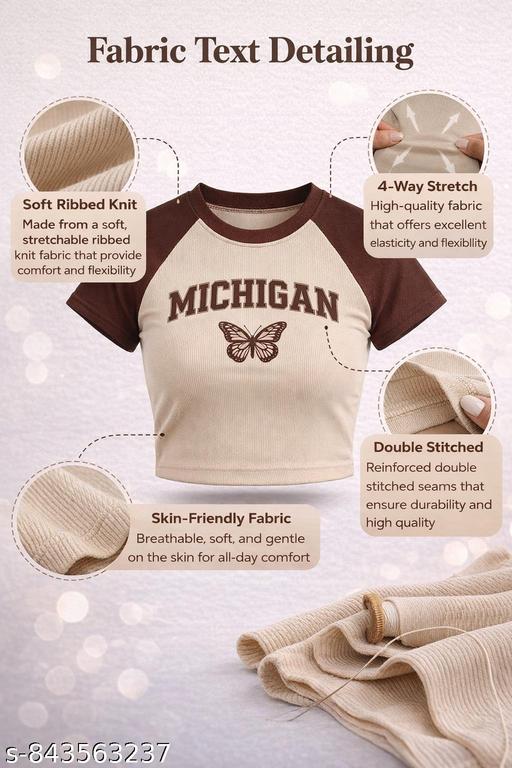 Fabric Text Detailing
Soft Ribbed Knit
Made from a soft,
stretchable ribbed
knit fabric that provide
comfort and flexibility
4-Way Stretch
High-quality fabric
that offers excellent
elasticity and flexibility
MICHIGAN
Double Stitched
Reinforced double
stitched seams that
ensure durability and
high quality
Skin-Friendly Fabric
Breathable, soft, and gentle
on the skin for all-day comfort
s-843563237